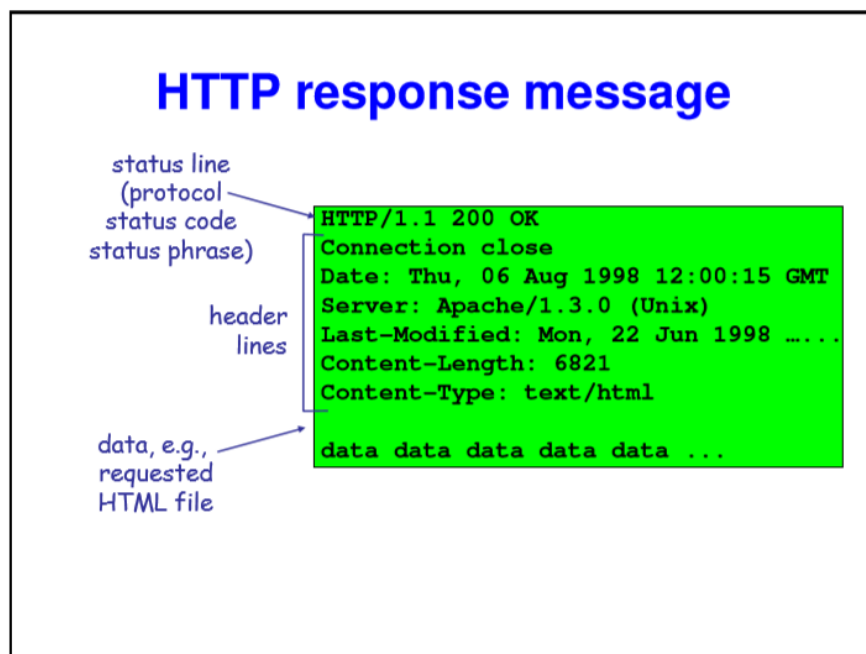 HTTP response message
status line
(protocol
status code
status phrase)
HTTP/1.1 200 OK
Connection close
Date: Thu, 06 Aug 1998 12:00:15 GMT
Server: Apache/1.3.0 (Unix)
Last-Modified: Mon, 22 Jun 1998 …...
Content-Length: 6821
Content-Type: text/html
header
lines
data, e.g.,
requested
HTML file
data data data data data ...